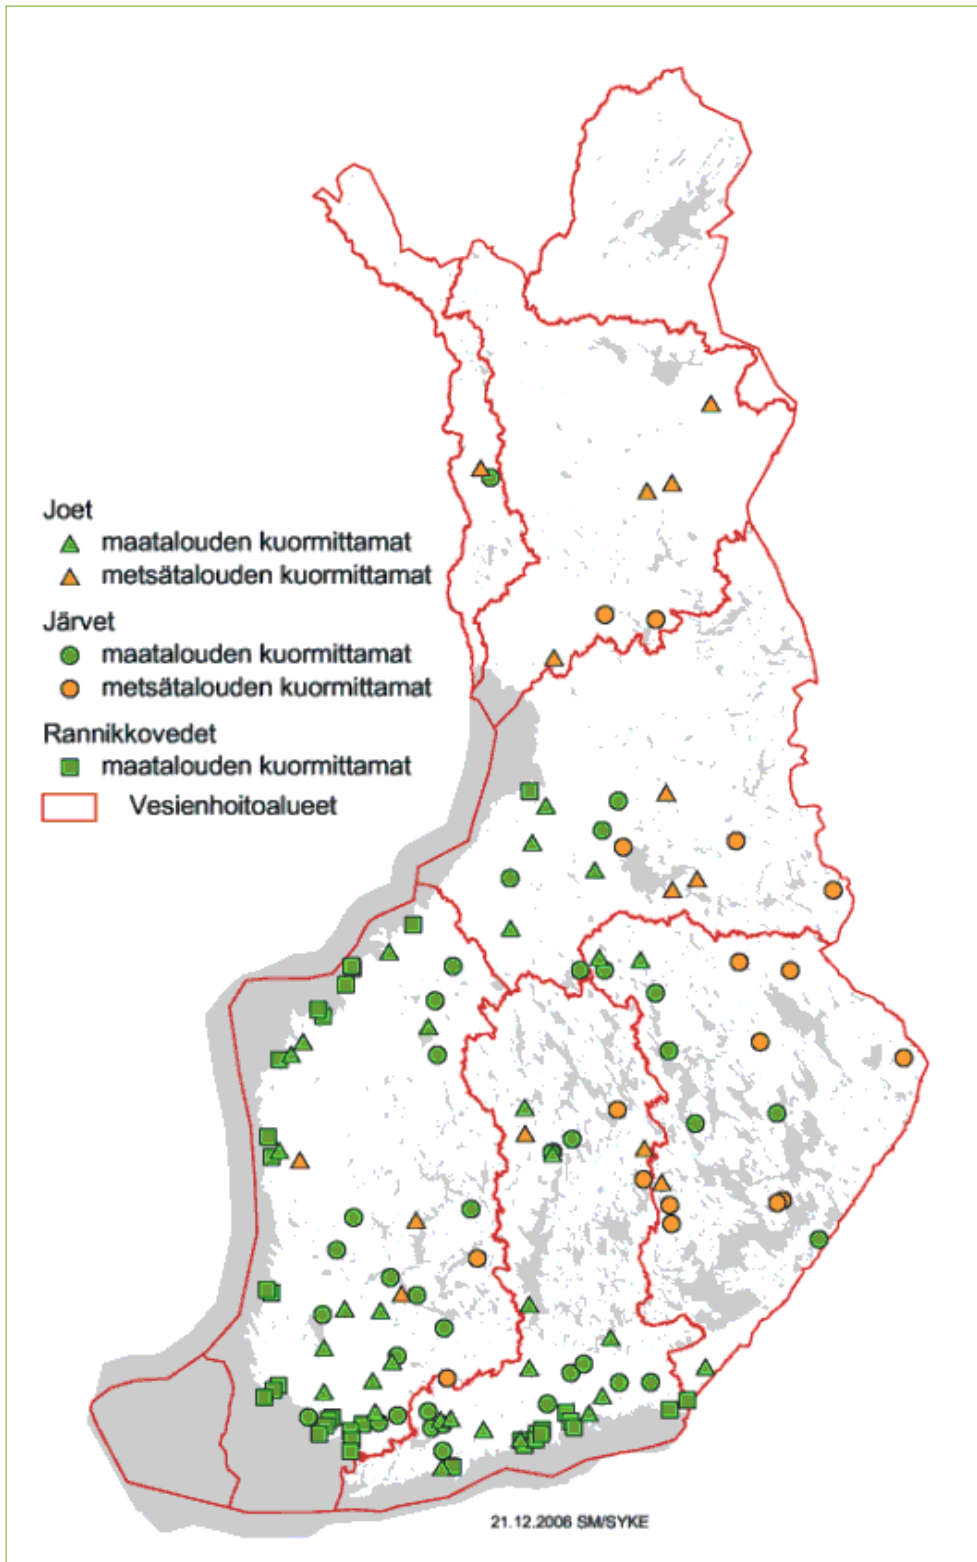 Joet
maatalouden kuormittamat
metsätalouden kuormittamat
Järvet
maatalouden kuormittamat
metsätalouden kuormittamat
Rannikkovedet
maatalouden kuormittamat
Vesienhoitoalueet
21.12.2006 SM/SYKE